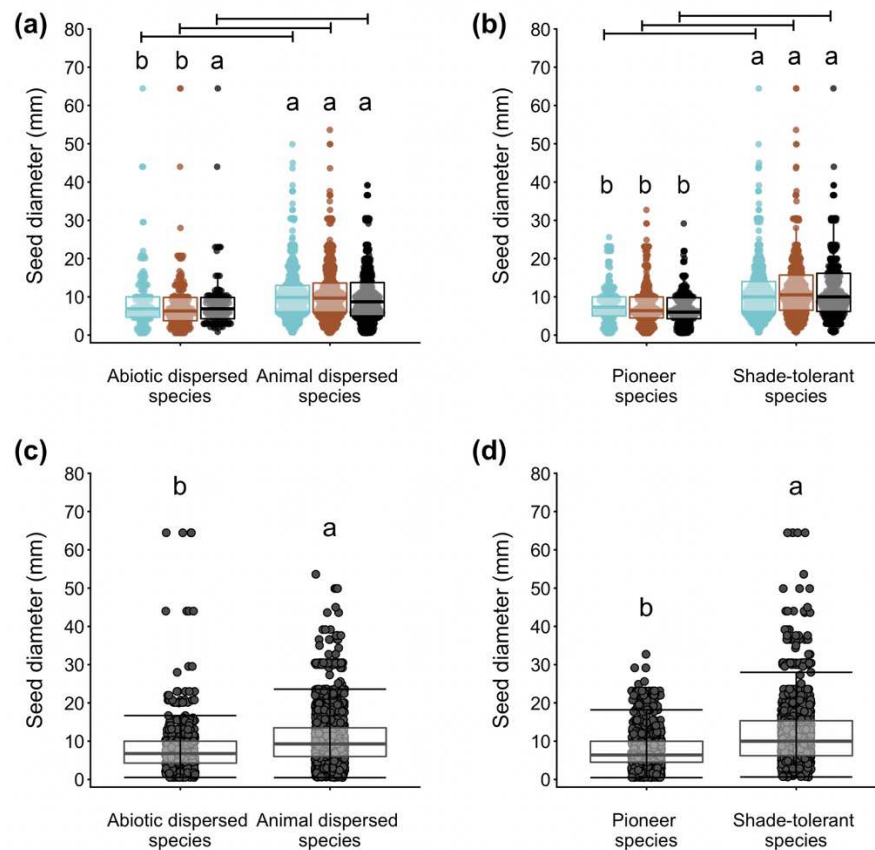 (a)
80
70
60
50
40
30
20
10
0
Seed diameter (mm)
b b a
a a a
Abiotic dispersed species
Animal dispersed species
(b)
80
70
60
50
40
30
20
10
0
Seed diameter (mm)
b b b
a a a
Pioneer species
Shade-tolerant species
(c)
80
70
60
50
40
30
20
10
0
Seed diameter (mm)
b
a
Abiotic dispersed species
Animal dispersed species
(d)
80
70
60
50
40
30
20
10
0
Seed diameter (mm)
b
a
Pioneer species
Shade-tolerant species